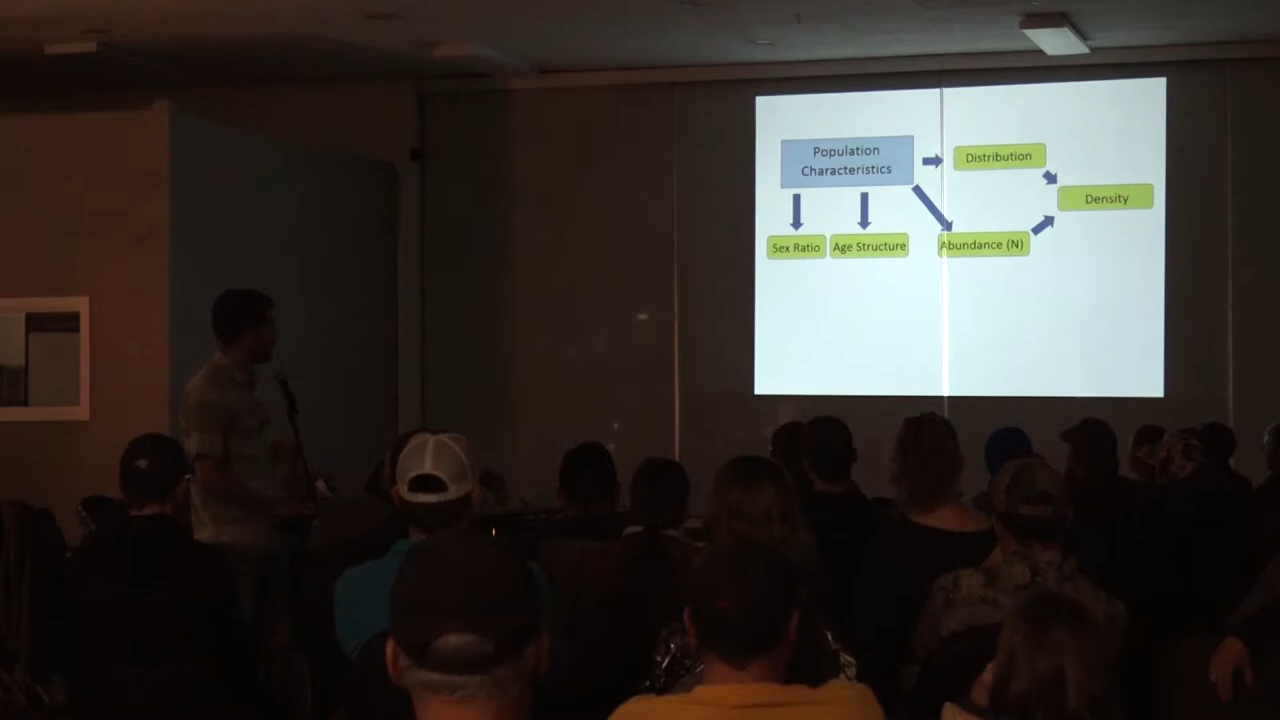 Population
Characteristics
Distribution
Density
Sex Ratio
Age Structure
Abundance (N)